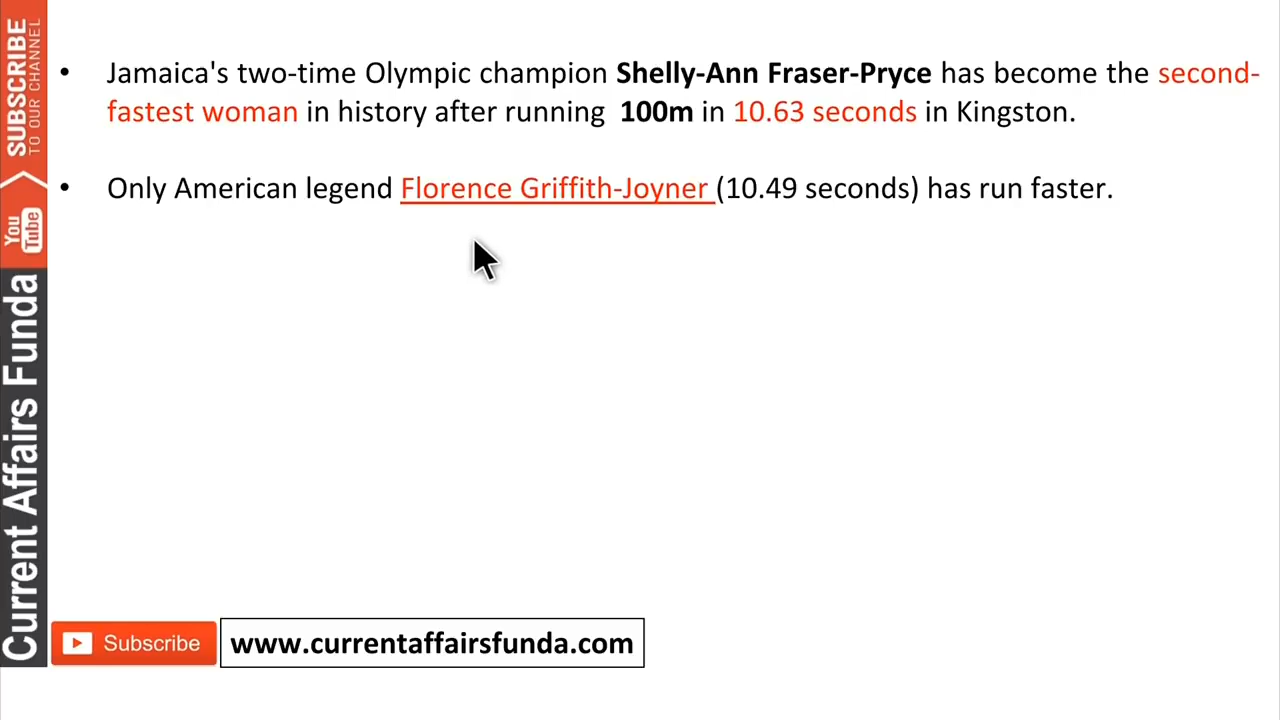 • Jamaica's two-time Olympic champion Shelly-Ann Fraser-Pryce has become the second-
fastest woman in history after running 100m in 10.63 seconds in Kingston.
• Only American legend Florence Griffith-Joyner (10.49 seconds) has run faster.
SUBSCRIBE
TO OUR CHANNEL
You
Tube
Current Affairs Funda
Subscribe
www.currentaffairsfunda.com